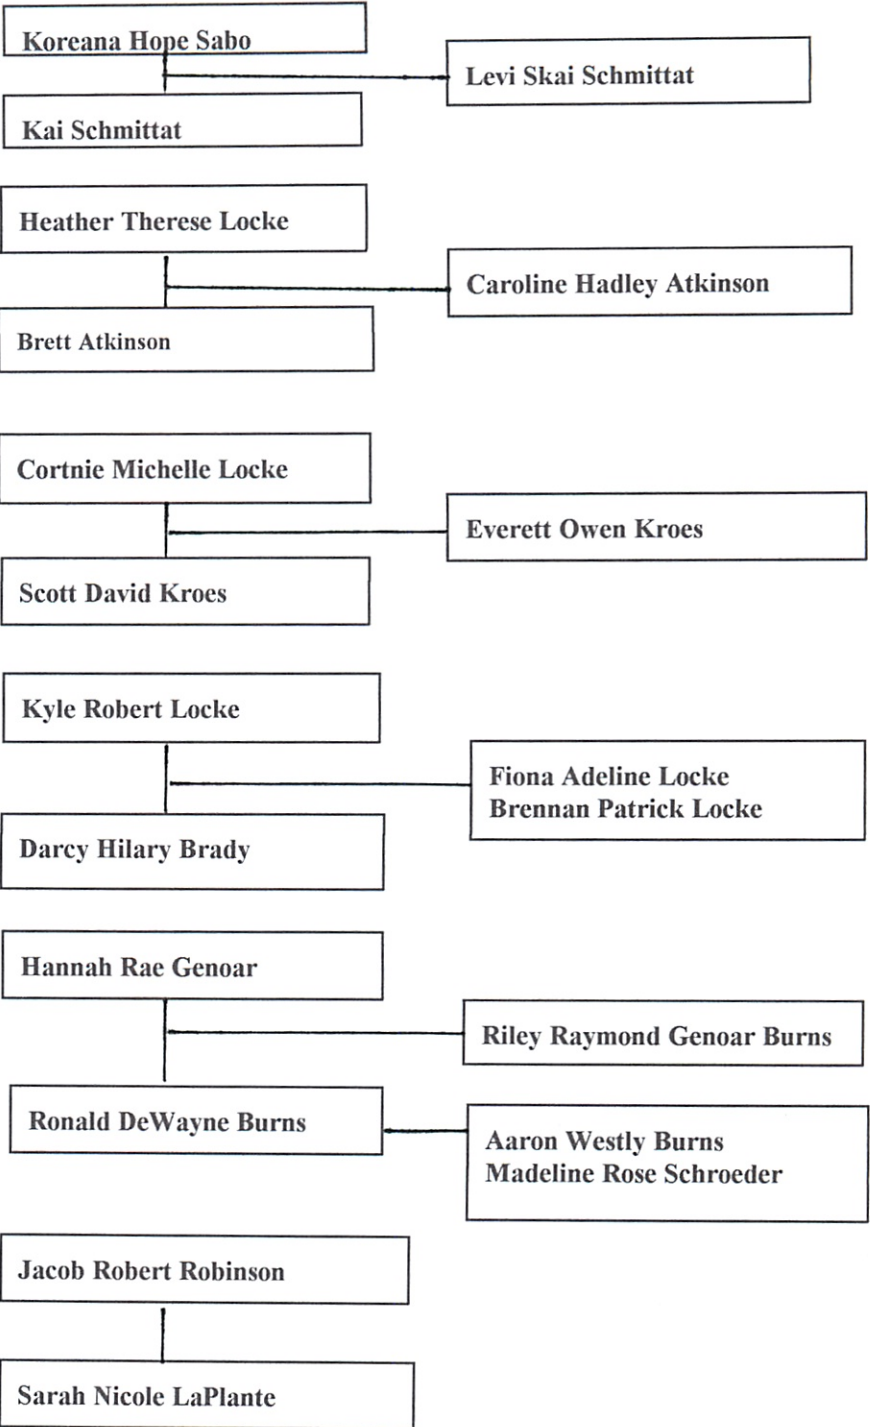 Koreana Hope Sabo
Levi Skai Schmittat
Kai Schmittat
Heather Therese Locke
Caroline Hadley Atkinson
Brett Atkinson
Cortnie Michelle Locke
Everett Owen Kroes
Scott David Kroes
Kyle Robert Locke
Fiona Adeline Locke
Brennan Patrick Locke
Darcy Hilary Brady
Hannah Rae Genoar
Riley Raymond Genoar Burns
Ronald DeWayne Burns
Aaron Westly Burns
Madeline Rose Schroeder
Jacob Robert Robinson
Sarah Nicole LaPlante